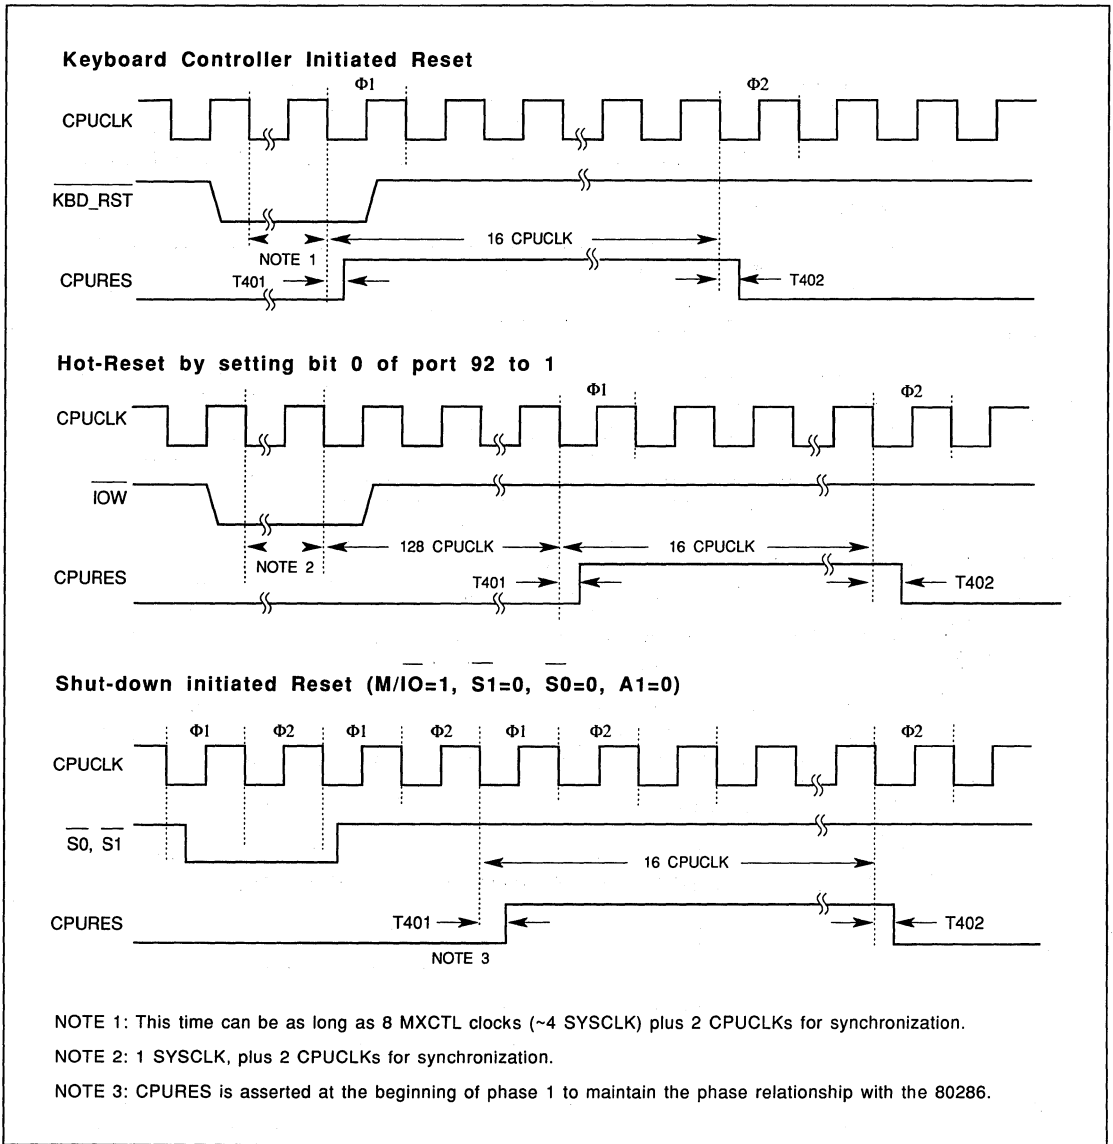 Keyboard Controller Initiated Reset
Φ1 Φ2
CPUCLK
KBD_RST
16 CPUCLK
NOTE 1
CPURES T401 T402
Hot-Reset by setting bit 0 of port 92 to 1
Φ1 Φ2
CPUCLK
IOW
128 CPUCLK 16 CPUCLK
NOTE 2
CPURES T401 T402
Shut-down initiated Reset (M/I̅O̅=1, S̅1̅=0, S̅0̅=0, A1=0)
Φ1 Φ2 Φ1 Φ2 Φ1 Φ2 Φ2
CPUCLK
S̅0̅, S̅1̅
16 CPUCLK
CPURES T401 T402
NOTE 3
NOTE 1: This time can be as long as 8 MXCTL clocks (~4 SYSCLK) plus 2 CPUCLKs for synchronization.
NOTE 2: 1 SYSCLK, plus 2 CPUCLKs for synchronization.
NOTE 3: CPURES is asserted at the beginning of phase 1 to maintain the phase relationship with the 80286.